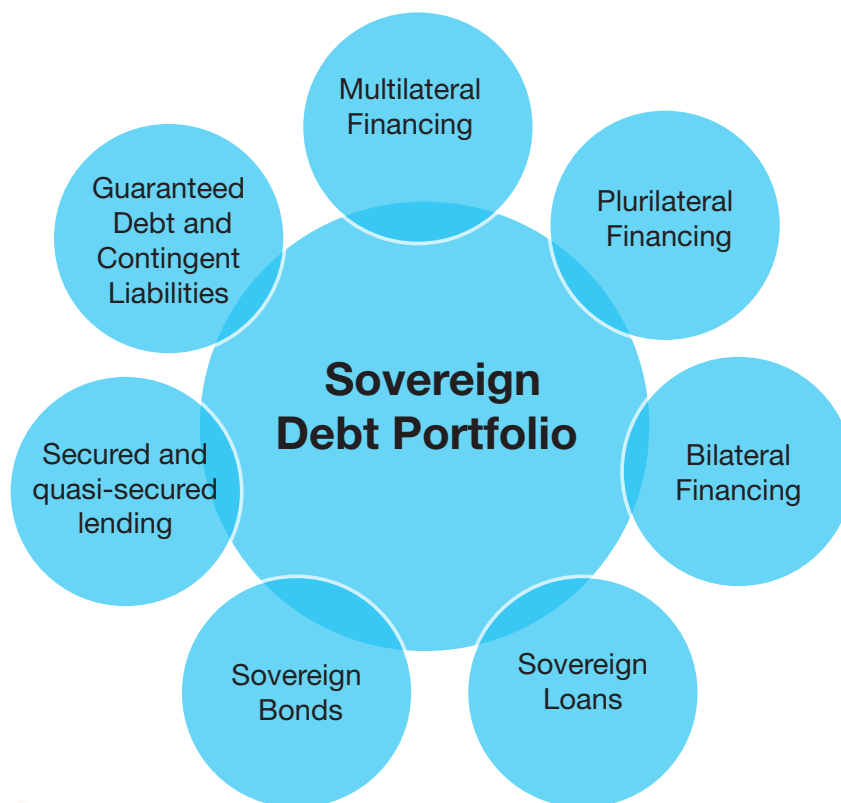 Multilateral
Financing
Plurilateral
Financing
Bilateral
Financing
Sovereign
Loans
Sovereign
Bonds
Secured and
quasi-secured
lending
Guaranteed
Debt and
Contingent
Liabilities
Sovereign
Debt Portfolio